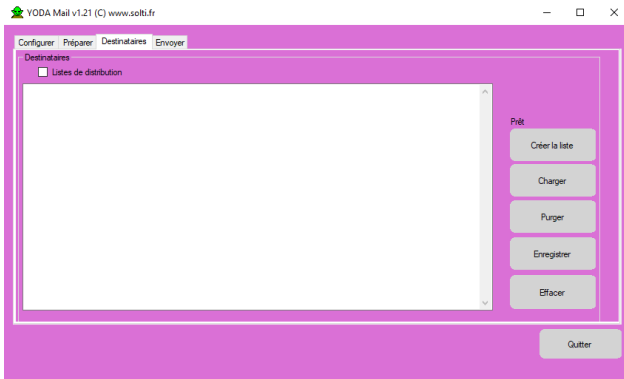 YODA Mail v1.21 (C) www.solti.fr
Configurer Préparer Destinataires Envoyer
Destinataires
Listes de distribution
Prêt
Créer la liste
Charger
Purger
Enregistrer
Effacer
Quitter